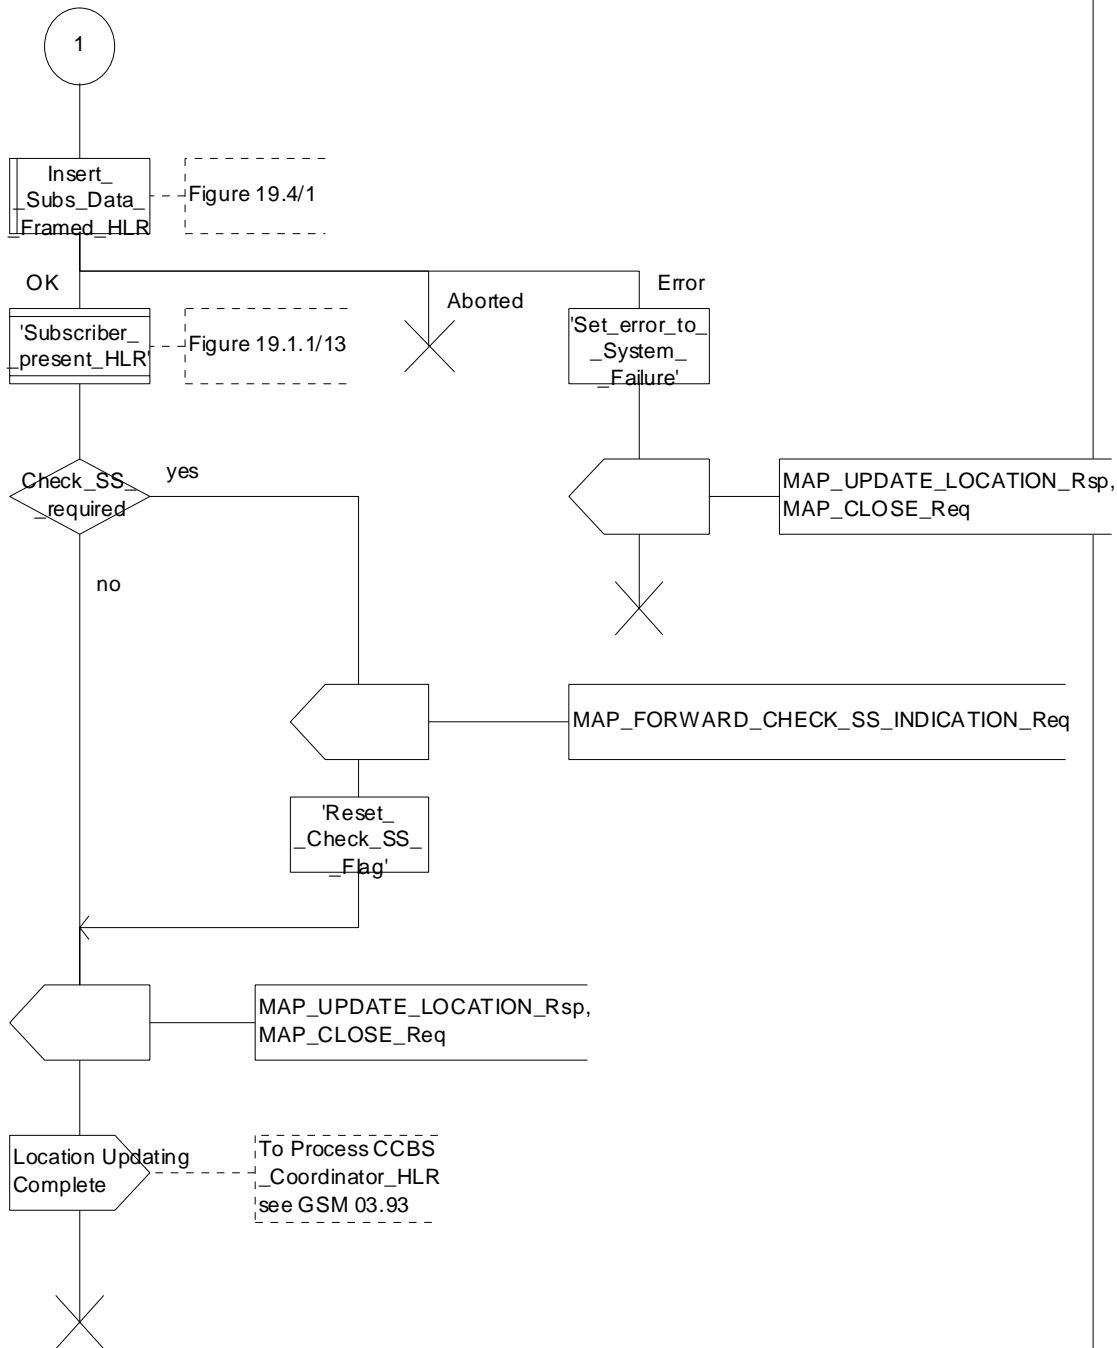 1
Insert_
_Subs_Data_
_Framed_HLR
Figure 19.4/1
OK
Aborted
Error
'Subscriber_
_present_HLR'
Figure 19.1.1/13
'Set_error_to_
_System_
_Failure'
Check_SS_
_required
yes
no
MAP_UPDATE_LOCATION_Rsp,
MAP_CLOSE_Req
MAP_FORWARD_CHECK_SS_INDICATION_Req
'Reset_
_Check_SS_
_Flag'
MAP_UPDATE_LOCATION_Rsp,
MAP_CLOSE_Req
Location Updating
Complete
To Process CCBS
_Coordinator_HLR
see GSM 03.93